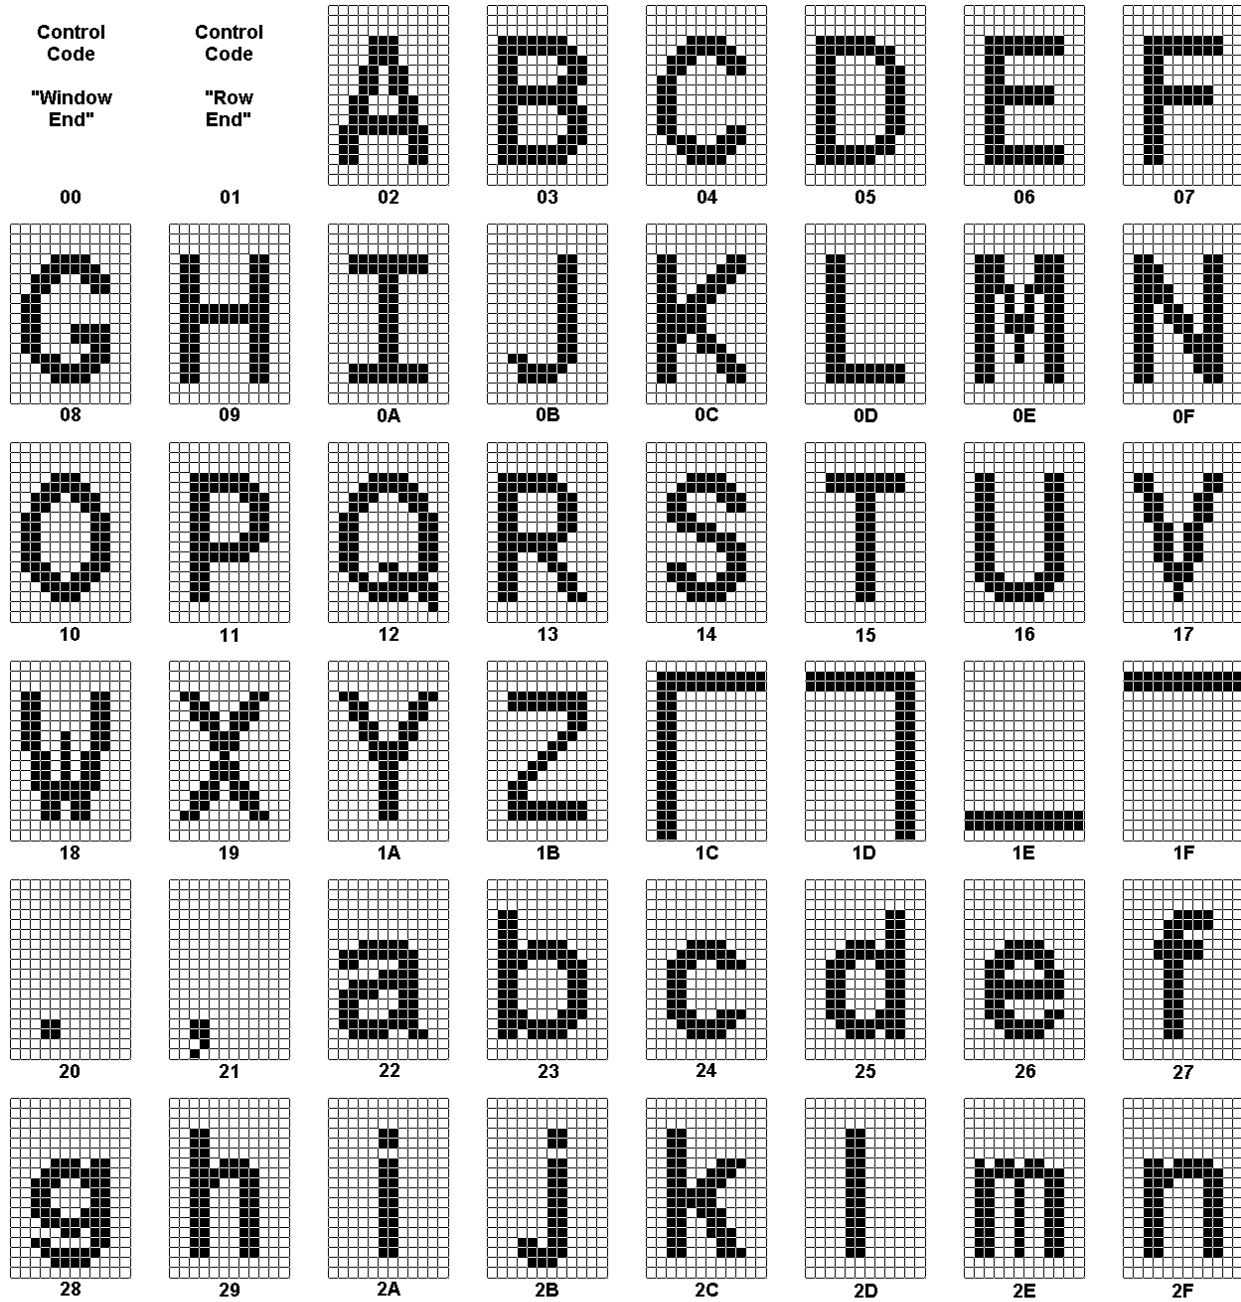 Control Control
Code Code
"Window "Row
End" End"
A B C D E F
00 01 02 03 04 05 06 07
G H I J K L M N
08 09 0A 0B 0C 0D 0E 0F
O P Q R S T U V
10 11 12 13 14 15 16 17
W X Y Z
18 19 1A 1B 1C 1D 1E 1F
. , a b c d e f
20 21 22 23 24 25 26 27
g h i j k l m n
28 29 2A 2B 2C 2D 2E 2F